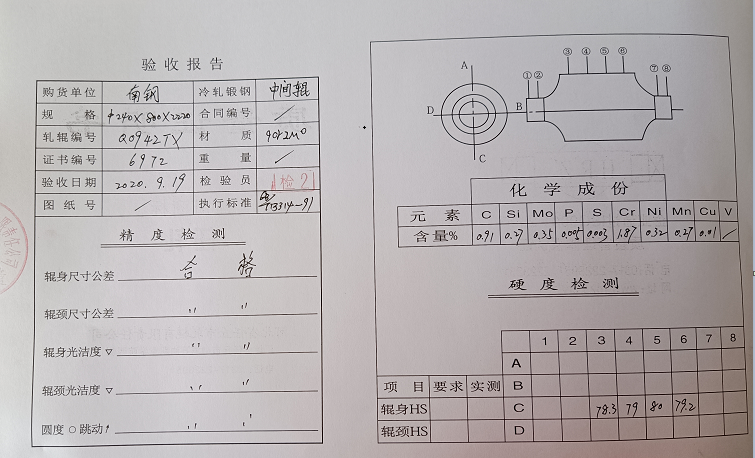 验收报告
购货单位 南钢 冷轧锻钢 中间辊
规格 φ240×800×2220 合同编号 /
轧辊编号 Q0942TX 材质 9Cr2Mo
证书编号 6972 重量 /
验收日期 2020.9.19 检验员
图纸号 / 执行标准 13314-91
精度检测
辊身尺寸公差 合格
辊颈尺寸公差 〃 〃
辊身光洁度▽ 〃 〃
辊颈光洁度▽ 〃 〃
圆度○跳动↗ 〃 〃
A
B
C
D
① ② ③ ④ ⑤ ⑥ ⑦ ⑧
化学成份
元素 C Si Mo P S Cr Ni Mn Cu V
含量% 0.91 0.27 0.35 0.005 0.003 1.87 0.32 0.27 0.01 /
硬度检测
1 2 3 4 5 6 7 8
A
项目 要求 实测 B
辊身HS C 78.3 79 80 79.2
辊颈HS D